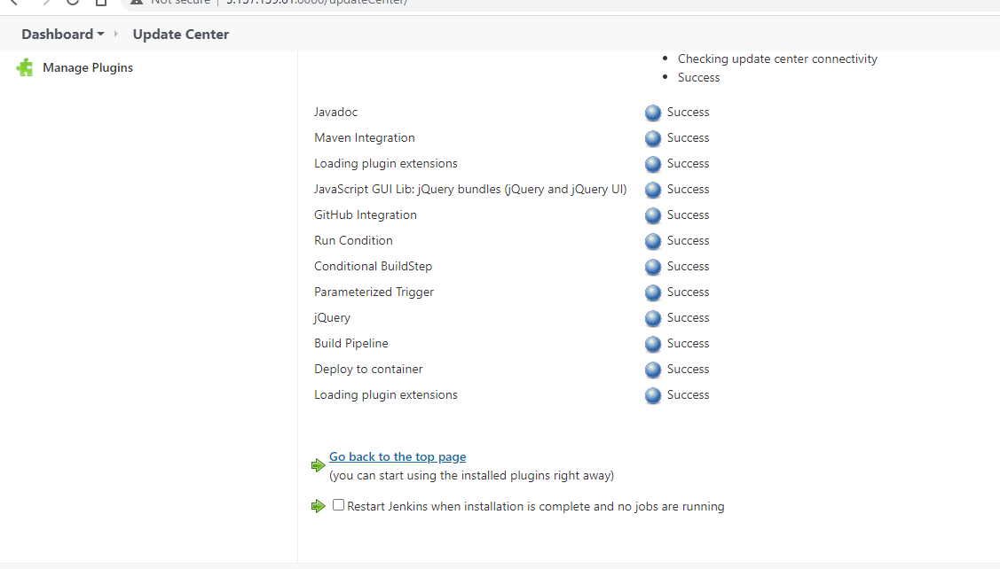 Not secure
Dashboard Update Center
Manage Plugins
Checking update center connectivity
Success
Javadoc Success
Maven Integration Success
Loading plugin extensions Success
JavaScript GUI Lib: jQuery bundles (jQuery and jQuery UI) Success
GitHub Integration Success
Run Condition Success
Conditional BuildStep Success
Parameterized Trigger Success
jQuery Success
Build Pipeline Success
Deploy to container Success
Loading plugin extensions Success
Go back to the top page
(you can start using the installed plugins right away)
Restart Jenkins when installation is complete and no jobs are running